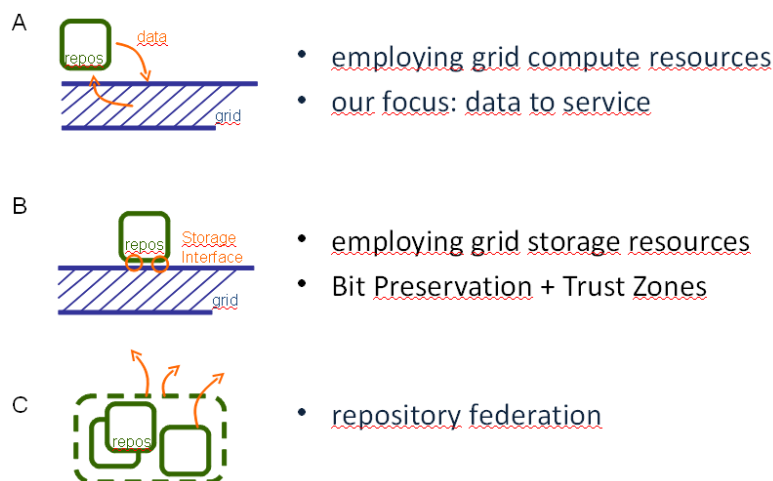 A
repos
data
grid
• employing grid compute resources
• our focus: data to service
B
repos
Storage
Interface
grid
• employing grid storage resources
• Bit Preservation + Trust Zones
C
repos
• repository federation